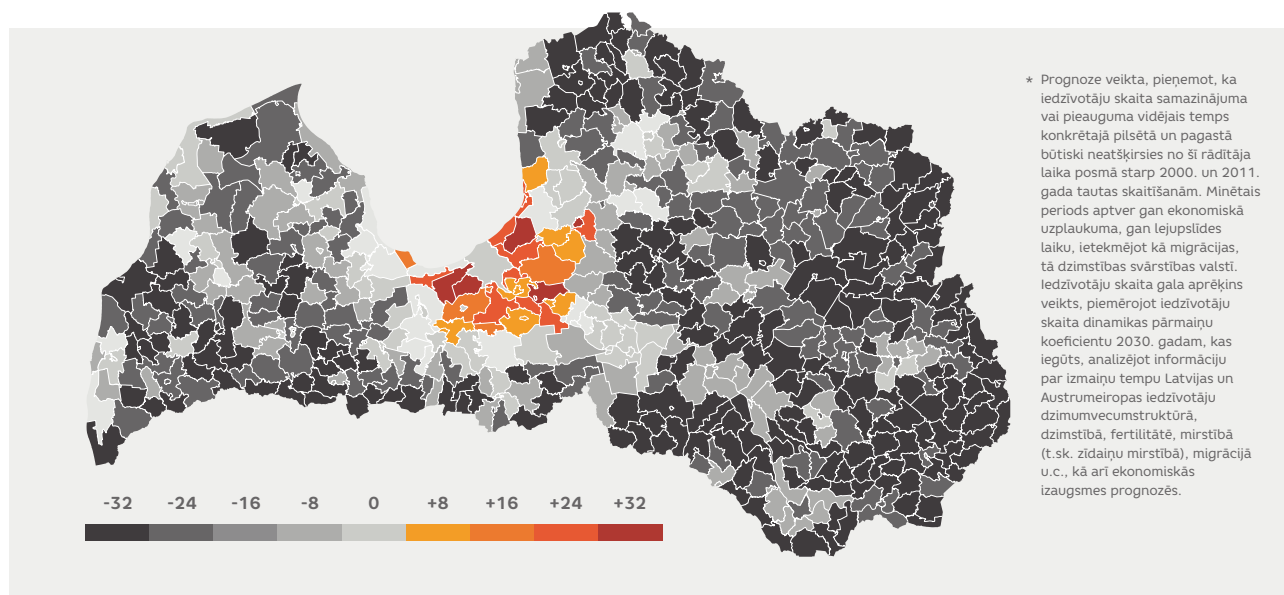 * Prognoze veikta, pieņemot, ka
iedzīvotāju skaita samazinājuma
vai pieauguma vidējais temps
konkrētajā pilsētā un pagastā
būtiski neatšķirsies no šī rādītāja
laika posmā starp 2000. un 2011.
gada tautas skaitīšanām. Minētais
periods aptver gan ekonomiskā
uzplaukuma, gan lejupslīdes
laiku, ietekmējot kā migrācijas,
tā dzimstības svārstības valstī.
Iedzīvotāju skaita gala aprēķins
veikts, piemērojot iedzīvotāju
skaita dinamikas pārmaiņu
koeficientu 2030. gadam, kas
iegūts, analizējot informāciju
par izmaiņu tempu Latvijas un
Austrumeiropas iedzīvotāju
dzimumvecumstruktūrā,
dzimstībā, fertilitātē, mirstībā
(t.sk. zīdaiņu mirstībā), migrācijā
u.c., kā arī ekonomiskās
izaugsmes prognozēs.
-32 -24 -16 -8 0 +8 +16 +24 +32